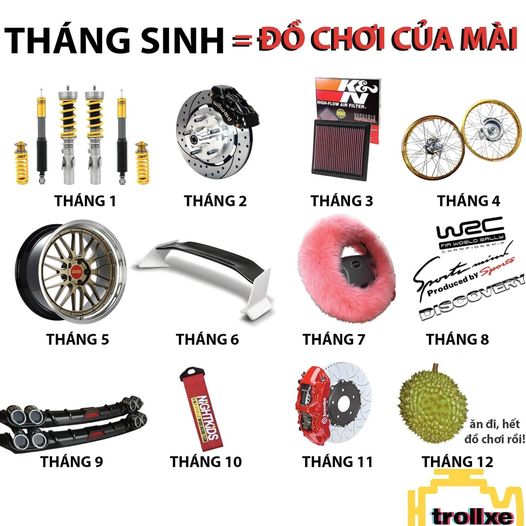 THÁNG SINH = ĐỒ CHƠI CỦA MÀI
K&N
HIGH-FLOW AIR FILTER
THÁNG 1
THÁNG 2
THÁNG 3
THÁNG 4
WRC
FIA WORLD RALLY
CHAMPIONSHIP
Sports mind
Produced by Sports
DISCOVERY
THÁNG 5
THÁNG 6
THÁNG 7
THÁNG 8
NIGHTKIDS
ăn đi, hết
đồ chơi rồi!
THÁNG 9
THÁNG 10
THÁNG 11
THÁNG 12
trollxe